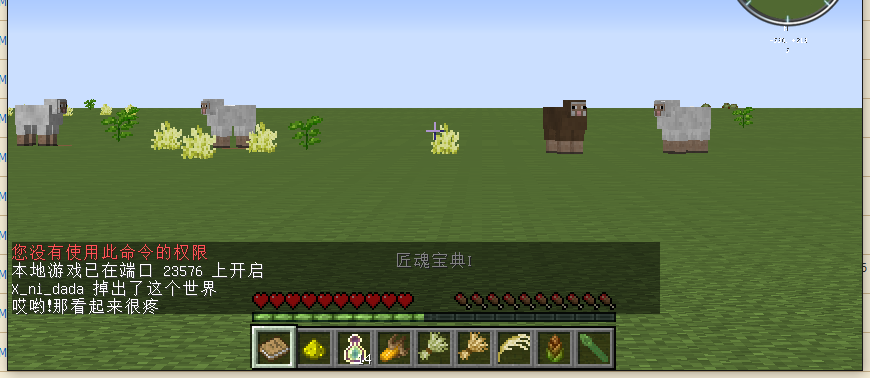 您没有使用此命令的权限
本地游戏已在端口 23576 上开启
X_ni_dada 掉出了这个世界
哎哟!那看起来很疼
匠魂宝典I